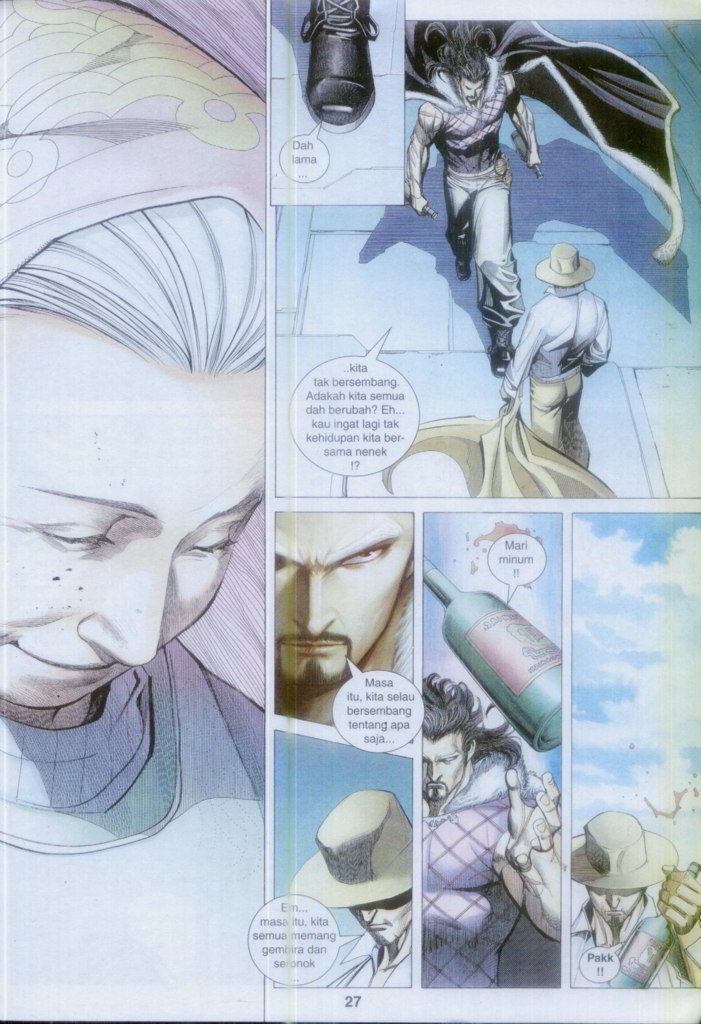 Dah
lama
...
..kita
tak bersembang.
Adakah kita semua
dah berubah? Eh...
kau ingat lagi tak
kehidupan kita ber-
sama nenek
!?
Masa
itu, kita selau
bersembang
tentang apa
saja...
Em...
masa itu, kita
semua memang
gembira dan
seronok
...
Mari
minum
!!
Pakk
!!
27